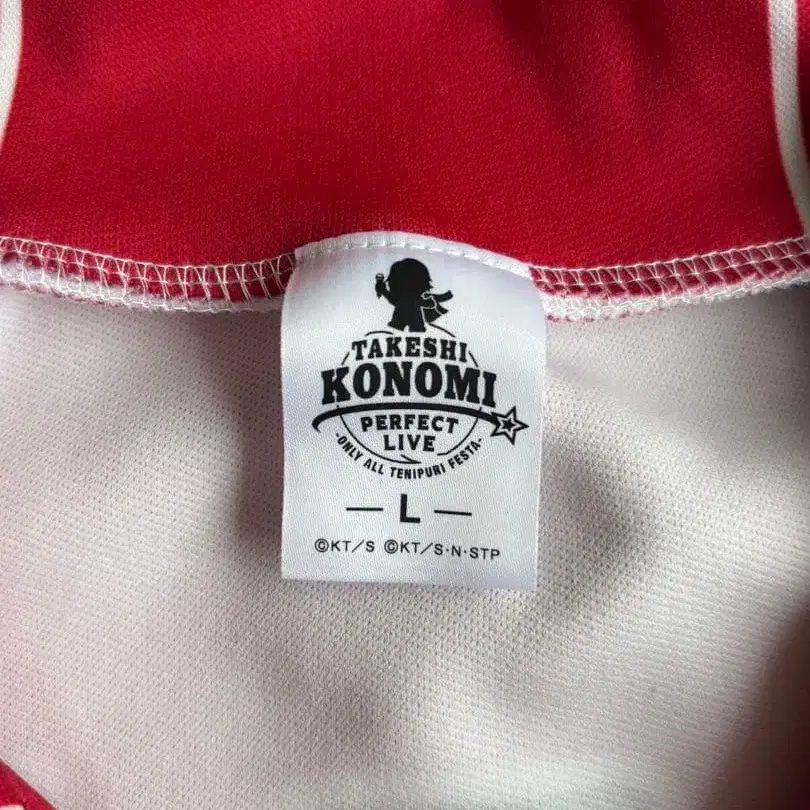 TAKESHI
KONOMI
PERFECT
LIVE
-ONLY ALL TENIPURI FESTA-
— L —
©KT/S ©KT/S·N·STP